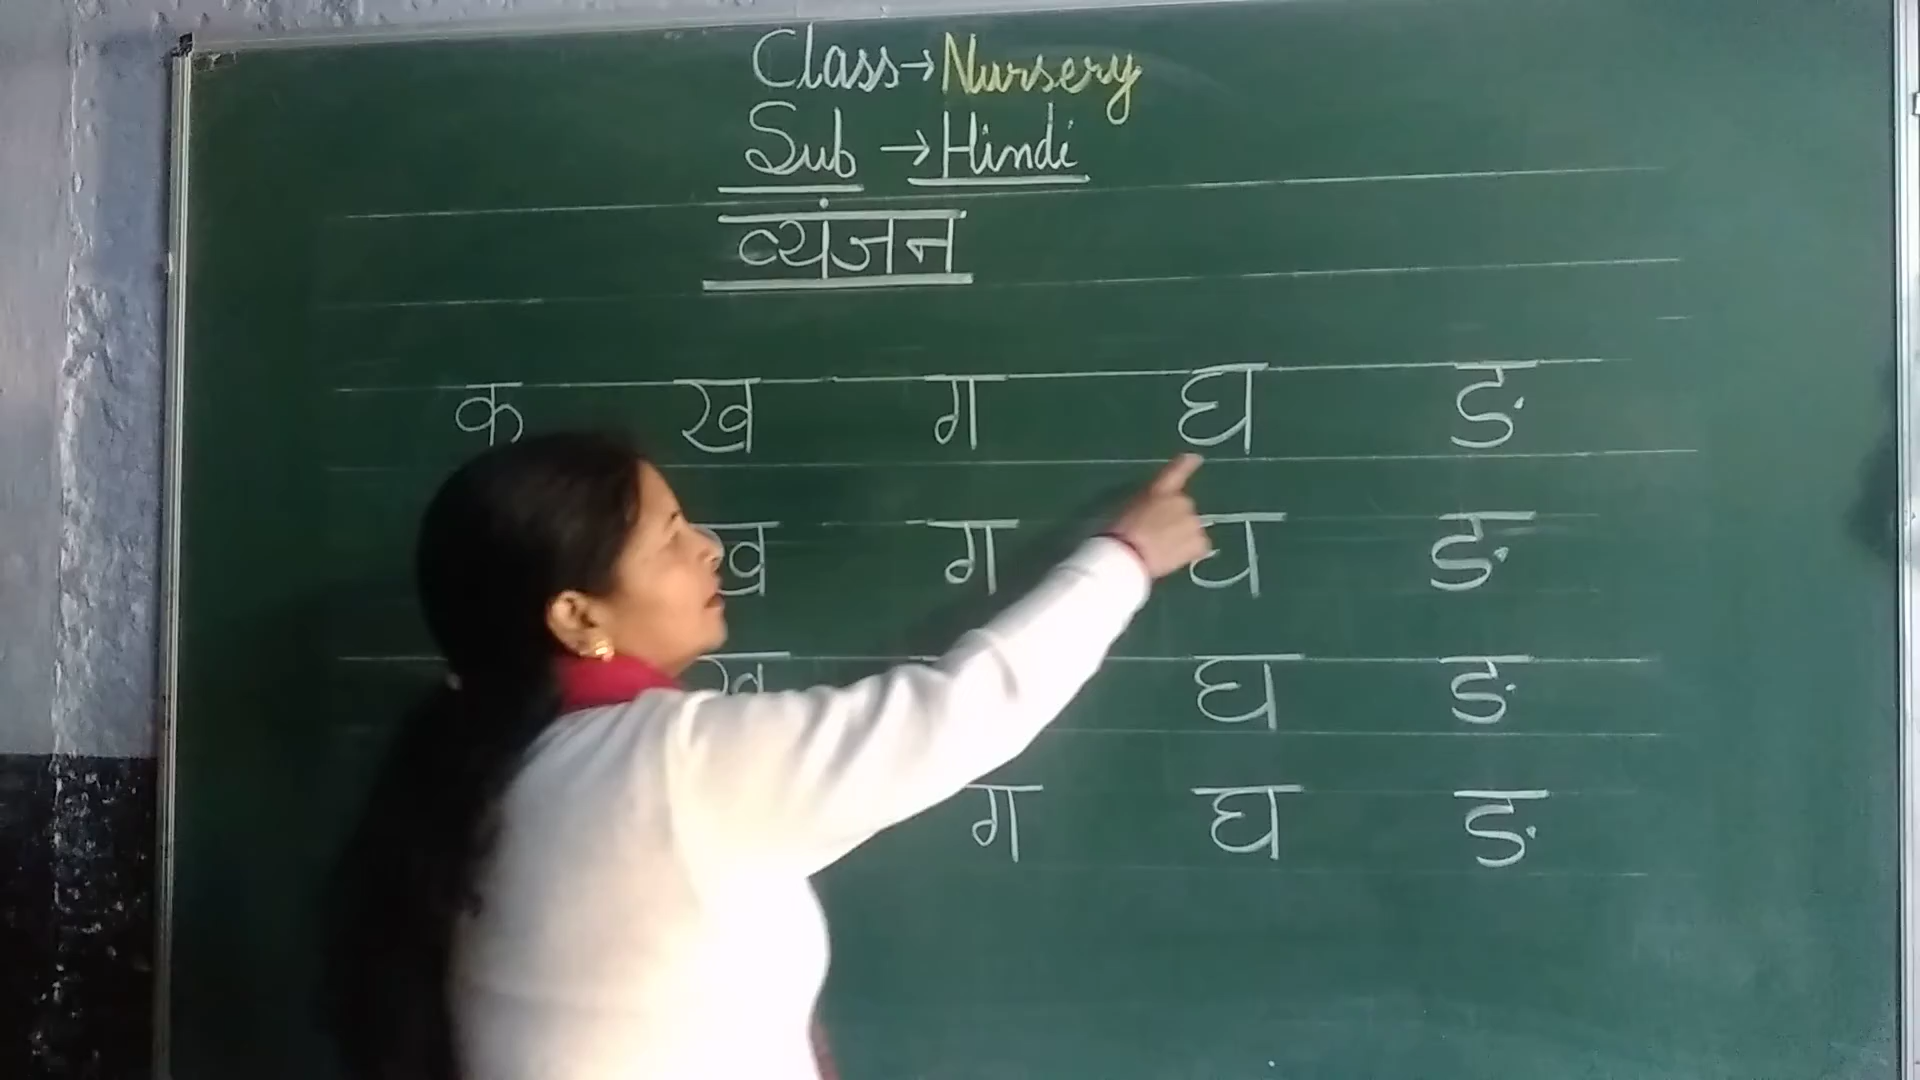 Class→Nursery
Sub →Hindi
व्यंजन
क ख ग घ ङ
ख ग घ ङ
ख घ ङ
ग घ ङ